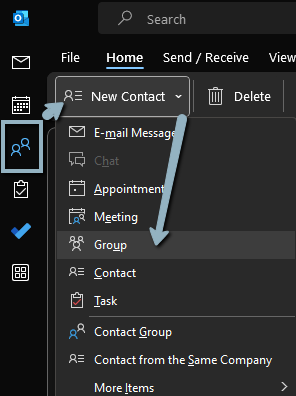 Search
File Home Send / Receive View
New Contact Delete
E-mail Message
Chat
Appointment
Meeting
Group
Contact
Task
Contact Group
Contact from the Same Company
More Items